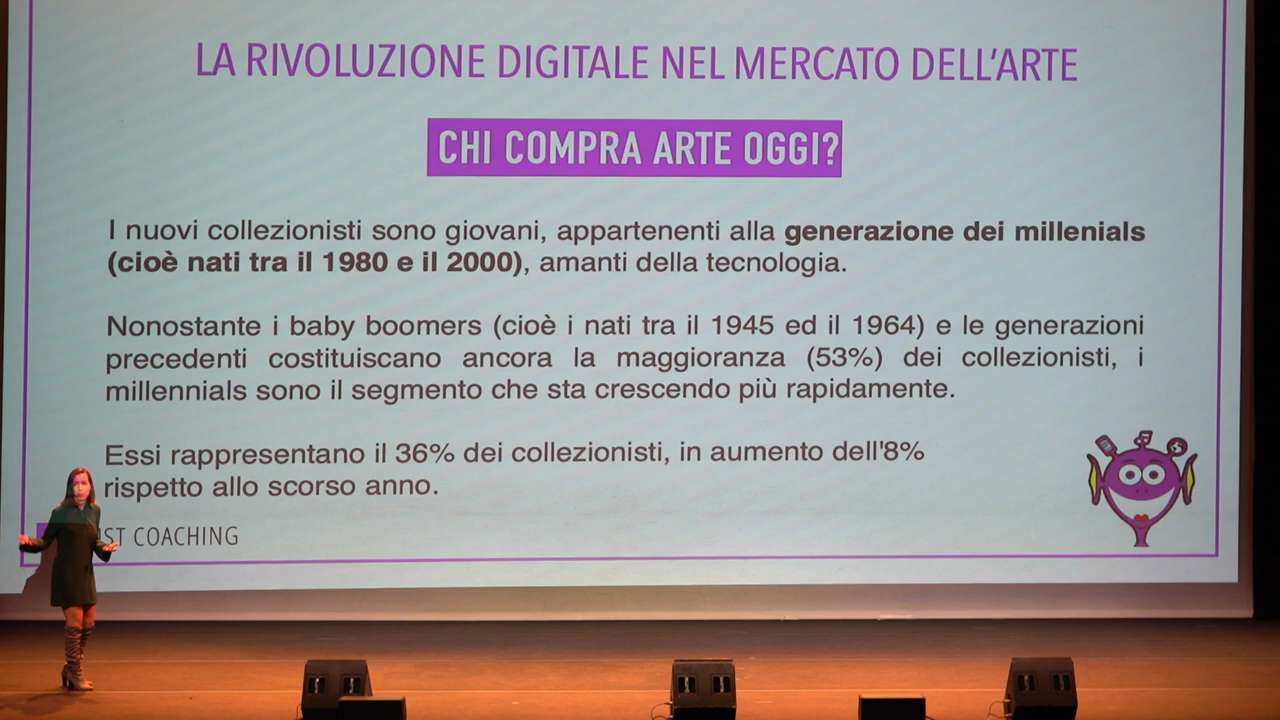 LA RIVOLUZIONE DIGITALE NEL MERCATO DELL'ARTE
CHI COMPRA ARTE OGGI?
I nuovi collezionisti sono giovani, appartenenti alla generazione dei millenials
(cioè nati tra il 1980 e il 2000), amanti della tecnologia.
Nonostante i baby boomers (cioè i nati tra il 1945 ed il 1964) e le generazioni
precedenti costituiscano ancora la maggioranza (53%) dei collezionisti, i
millennials sono il segmento che sta crescendo più rapidamente.
Essi rappresentano il 36% dei collezionisti, in aumento dell'8%
rispetto allo scorso anno.
COACHING